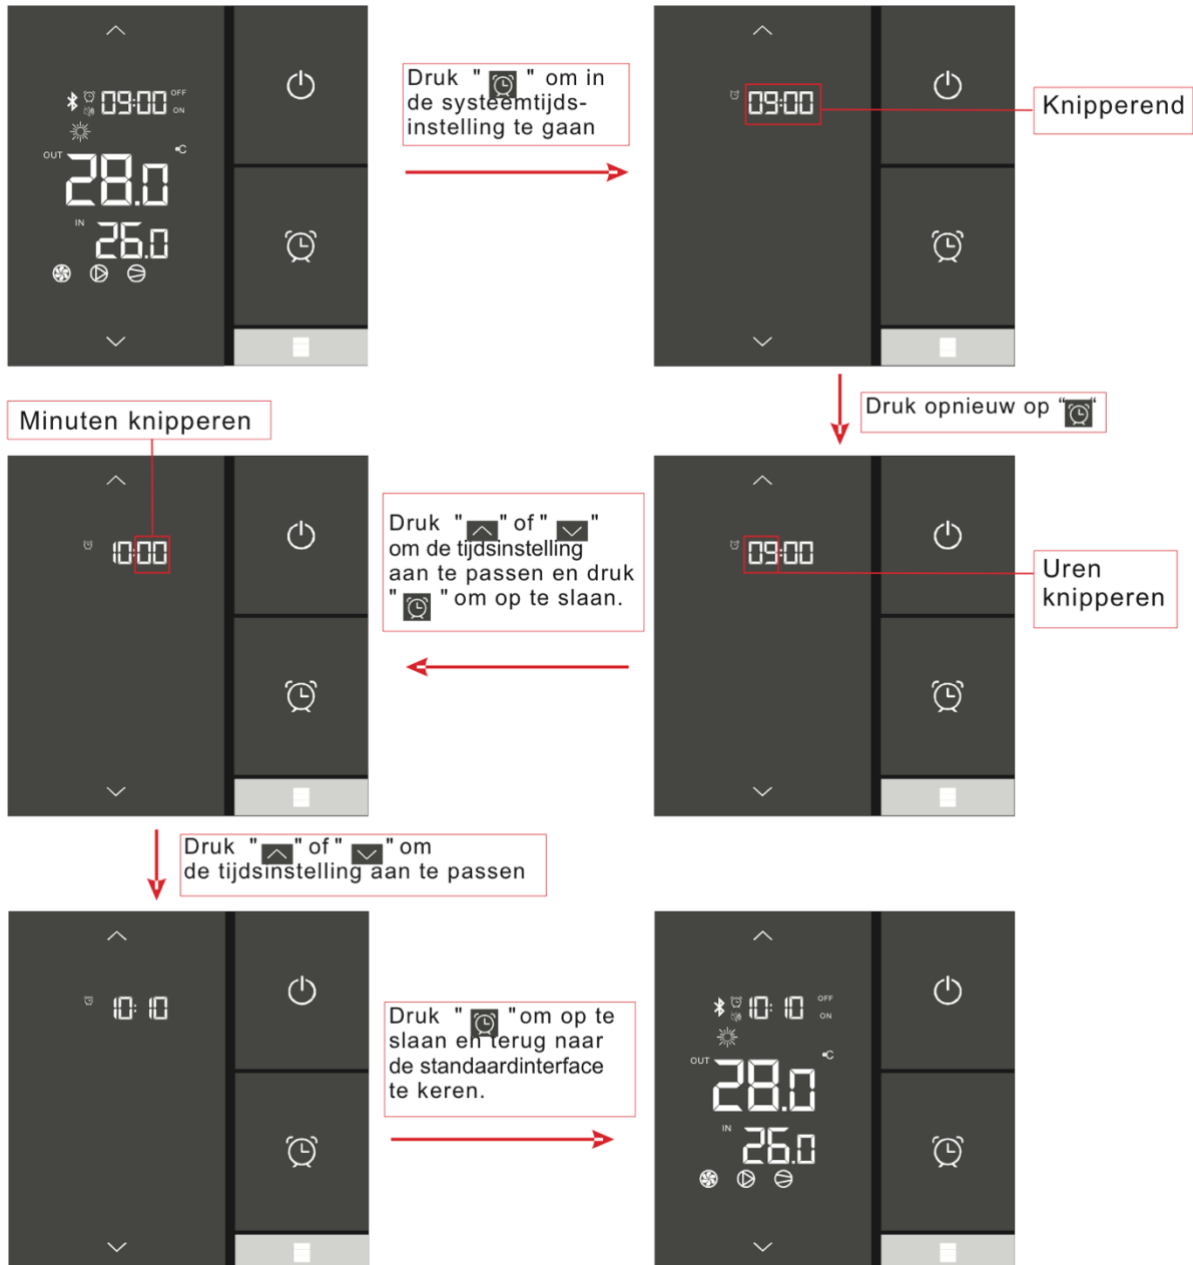 09:00
OFF
ON
OUT
28.0
°C
IN
26.0
Druk " " om in
de systeemtijds-
instelling te gaan
09:00
Knipperend
Druk opnieuw op " "
09:00
Uren
knipperen
Druk " " of " "
om de tijdsinstelling
aan te passen en druk
" " om op te slaan.
Minuten knipperen
10:00
Druk " " of " " om
de tijdsinstelling aan te passen
10:10
Druk " " om op te
slaan en terug naar
de standaardinterface
te keren.
10:10
OFF
ON
OUT
28.0
°C
IN
26.0